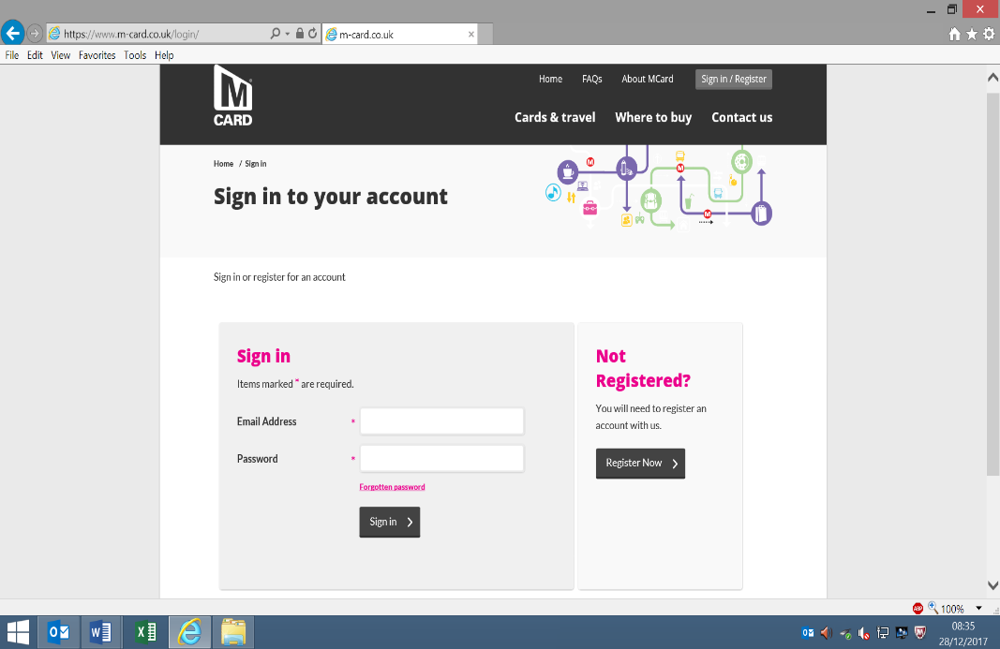 https://www.m-card.co.uk/login/
m-card.co.uk
File Edit View Favorites Tools Help
M
CARD
Home FAQs About MCard Sign in / Register
Cards & travel Where to buy Contact us
Home / Sign in
Sign in to your account
Sign in or register for an account
Sign in
Items marked * are required.
Email Address *
Password *
Forgotten password
Sign in
Not
Registered?
You will need to register an
account with us.
Register Now
ABP 100%
08:35
28/12/2017